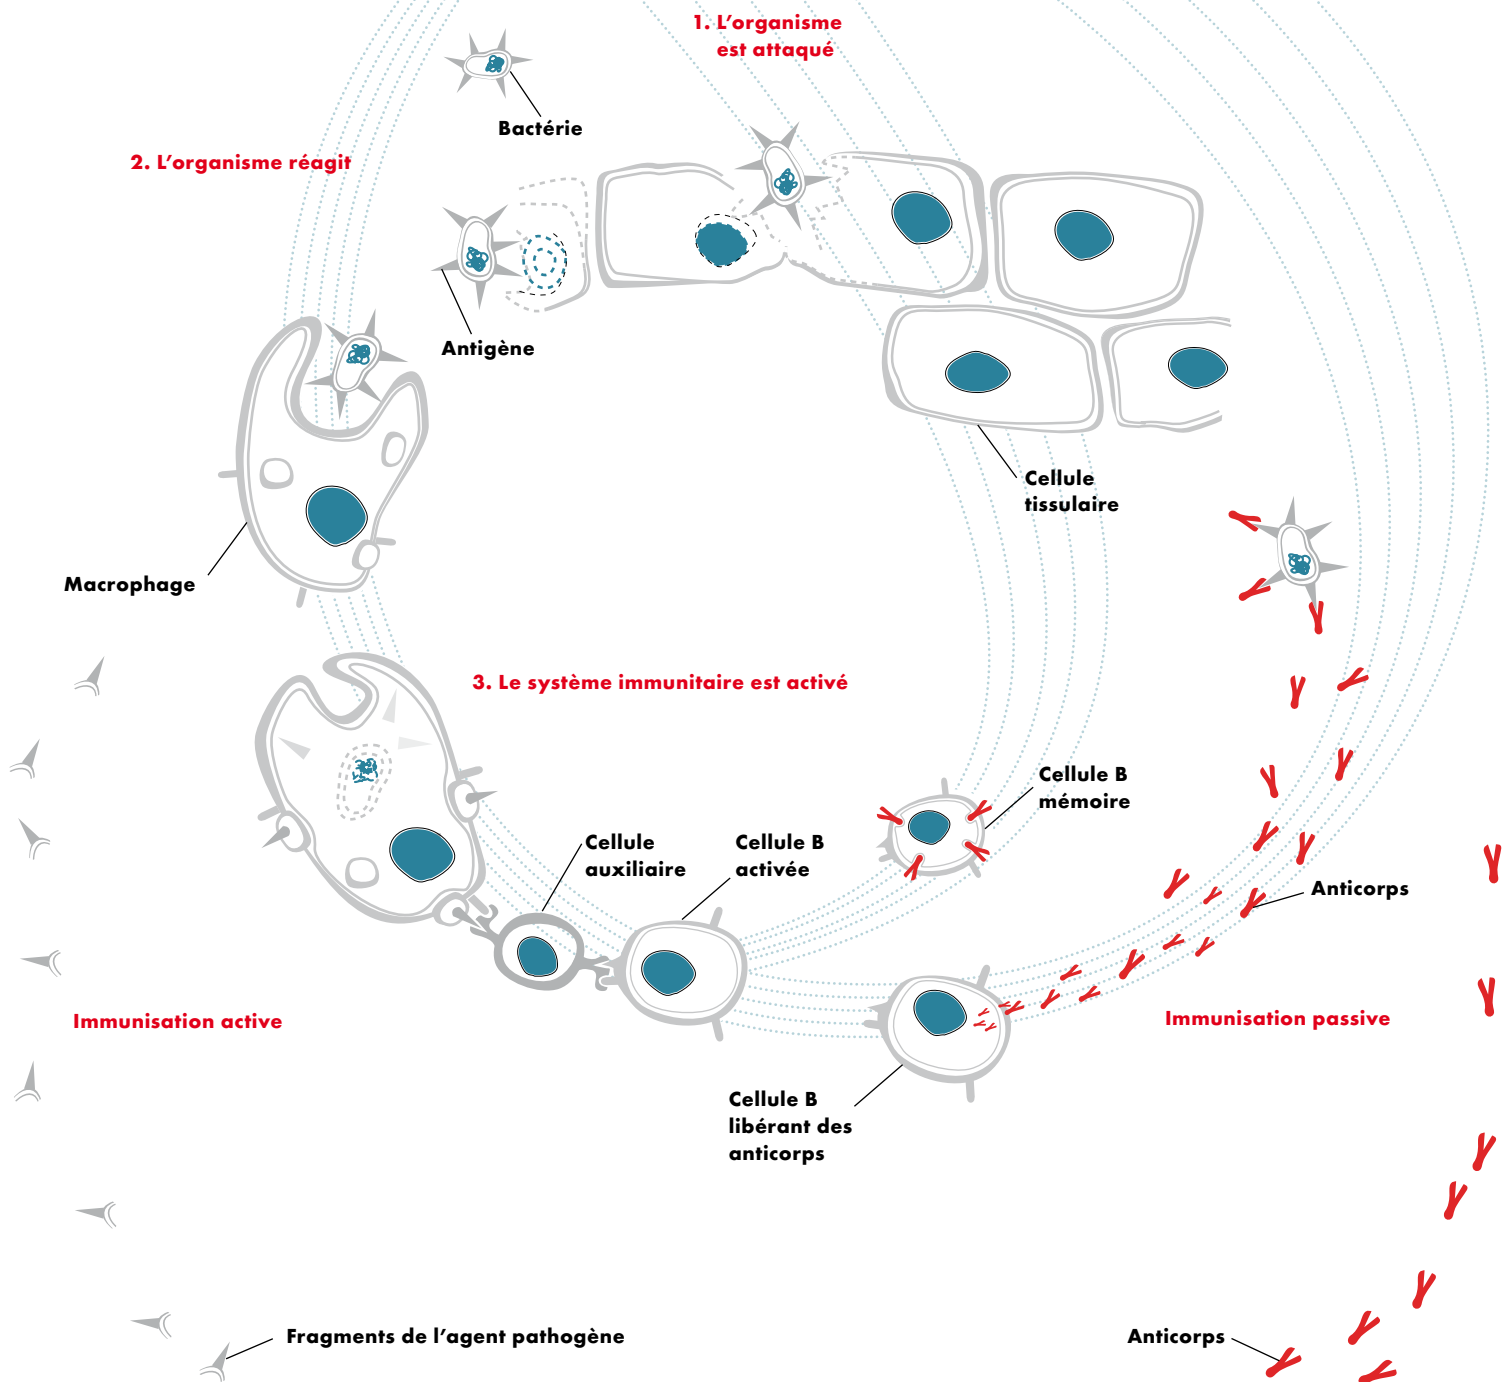 1. L’organisme
est attaqué
Bactérie
2. L’organisme réagit
Antigène
Cellule
tissulaire
Macrophage
3. Le système immunitaire est activé
Cellule B
mémoire
Cellule
auxiliaire
Cellule B
activée
Anticorps
Immunisation active
Immunisation passive
Cellule B
libérant des
anticorps
Fragments de l’agent pathogène
Anticorps